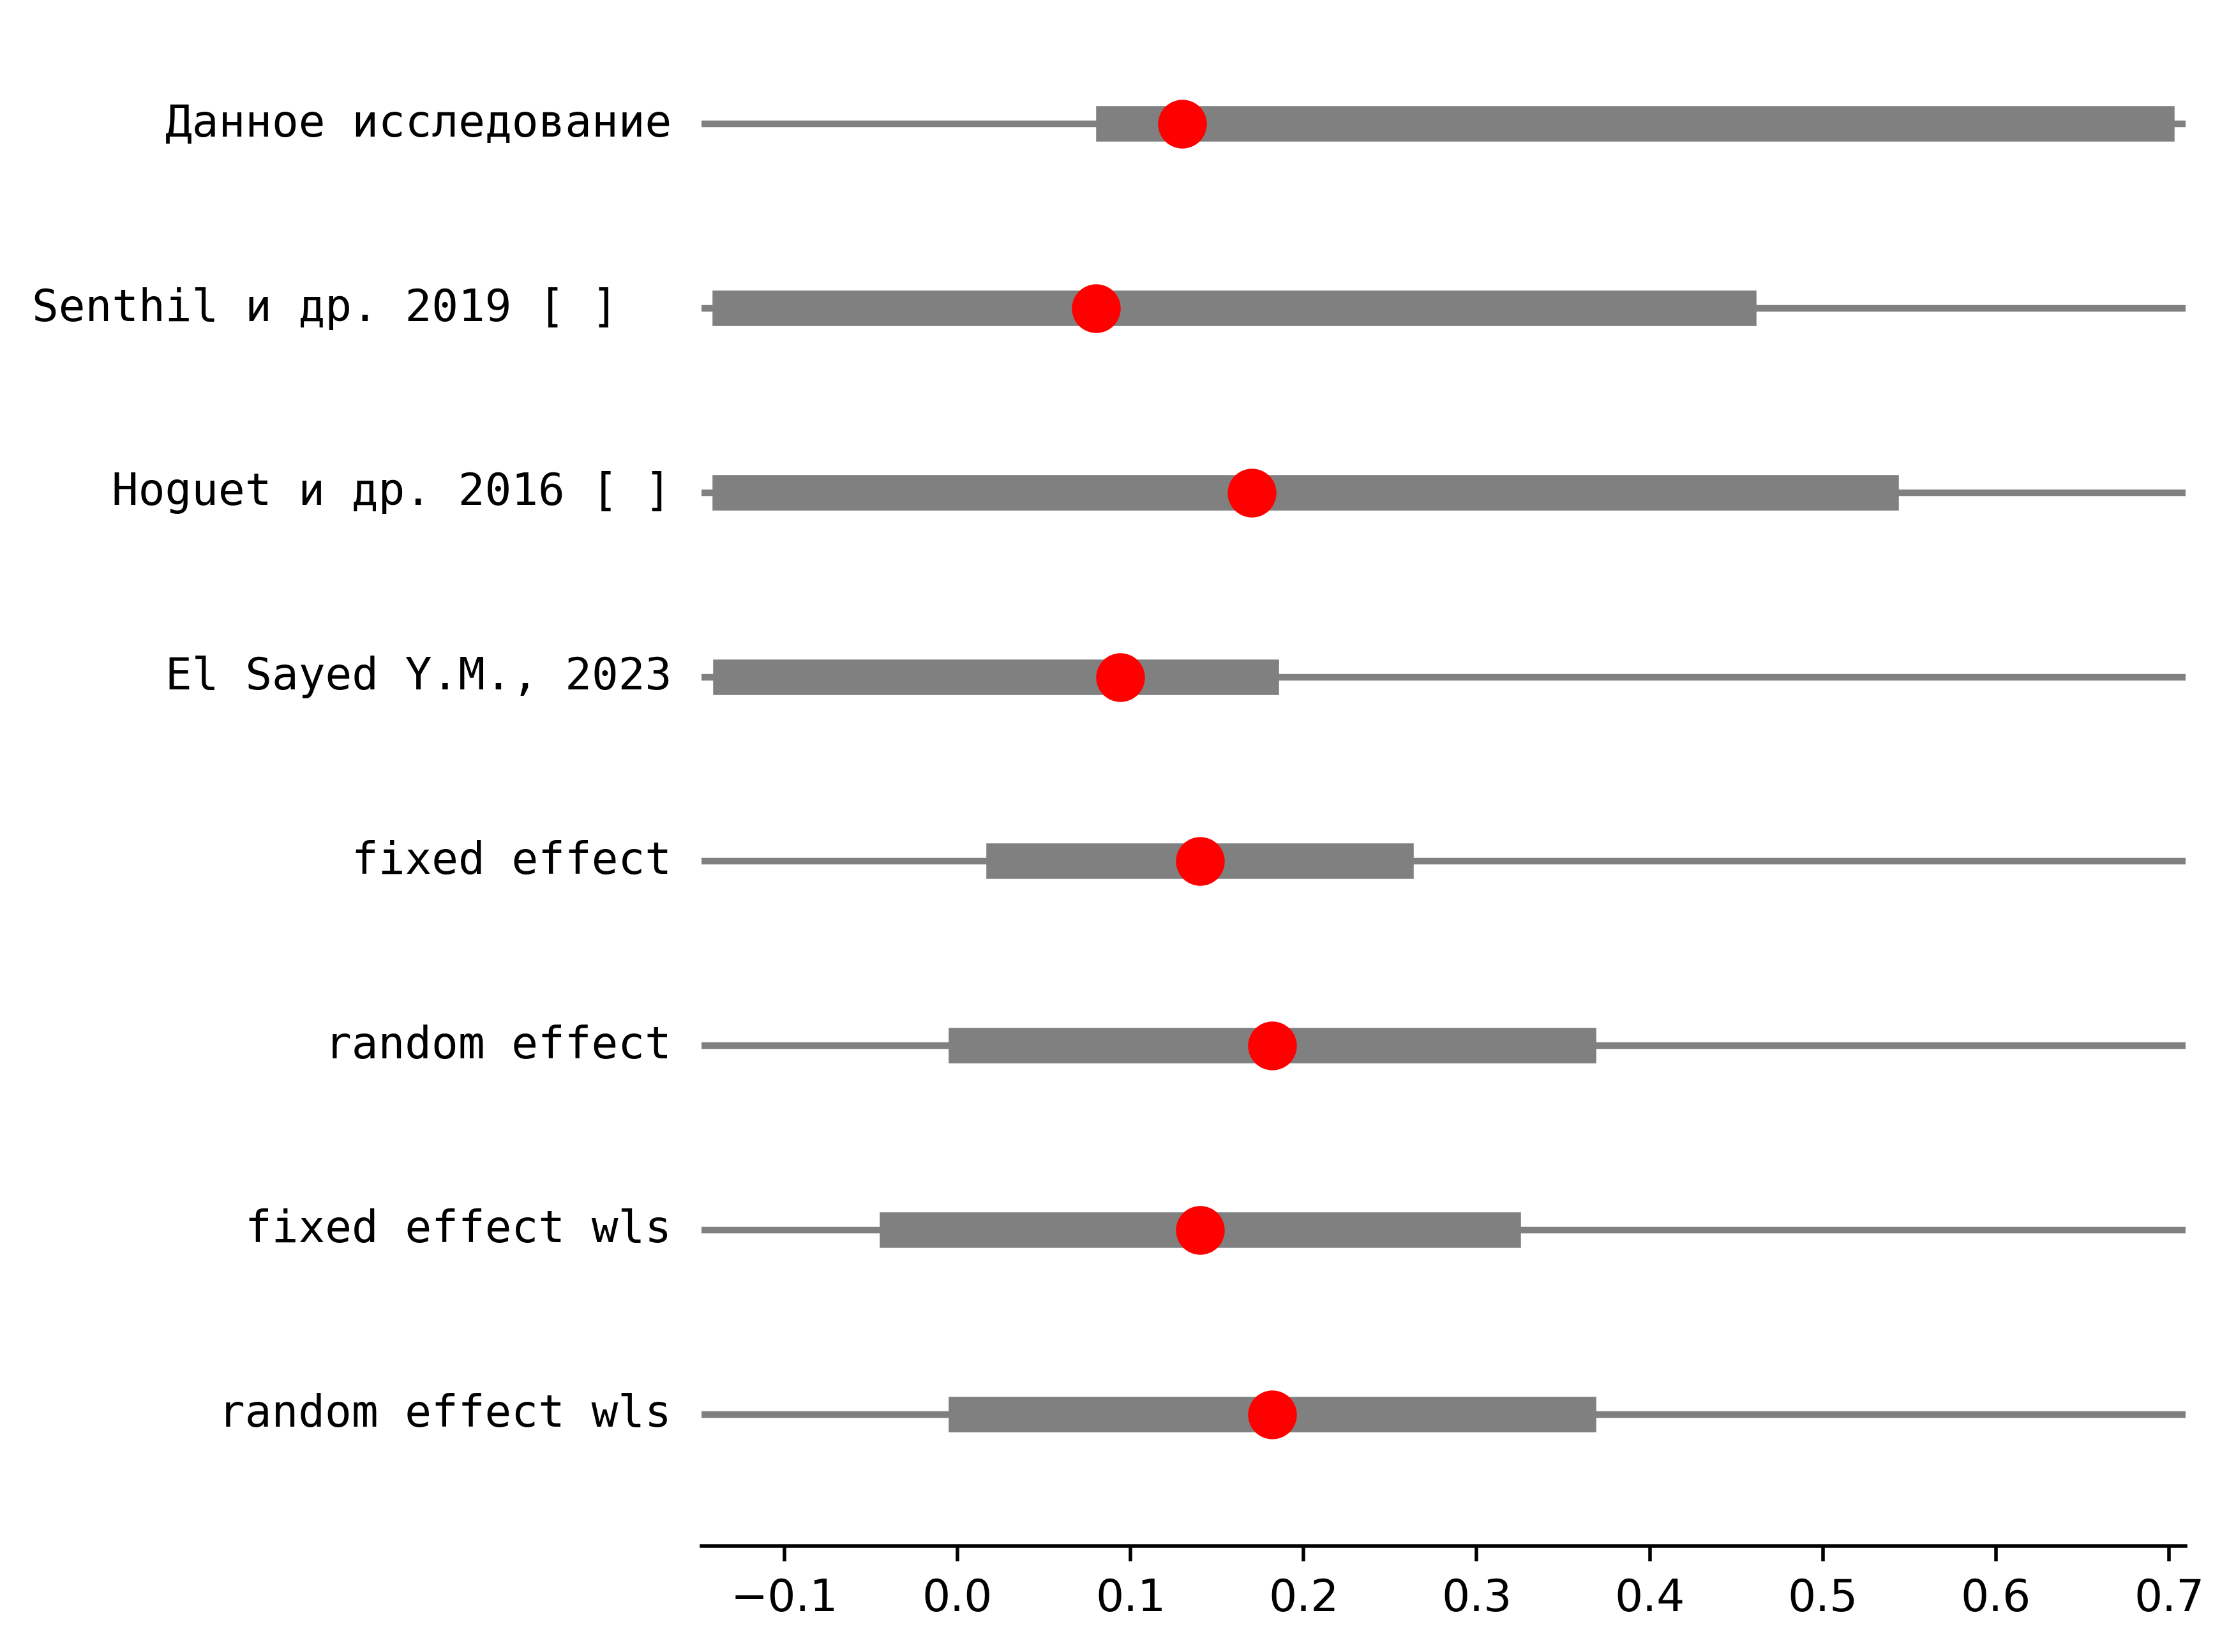 Данное исследование
Senthil и др. 2019 [ ]
Hoguet и др. 2016 [ ]
El Sayed Y.M., 2023
fixed effect
random effect
fixed effect wls
random effect wls
−0.1 0.0 0.1 0.2 0.3 0.4 0.5 0.6 0.7